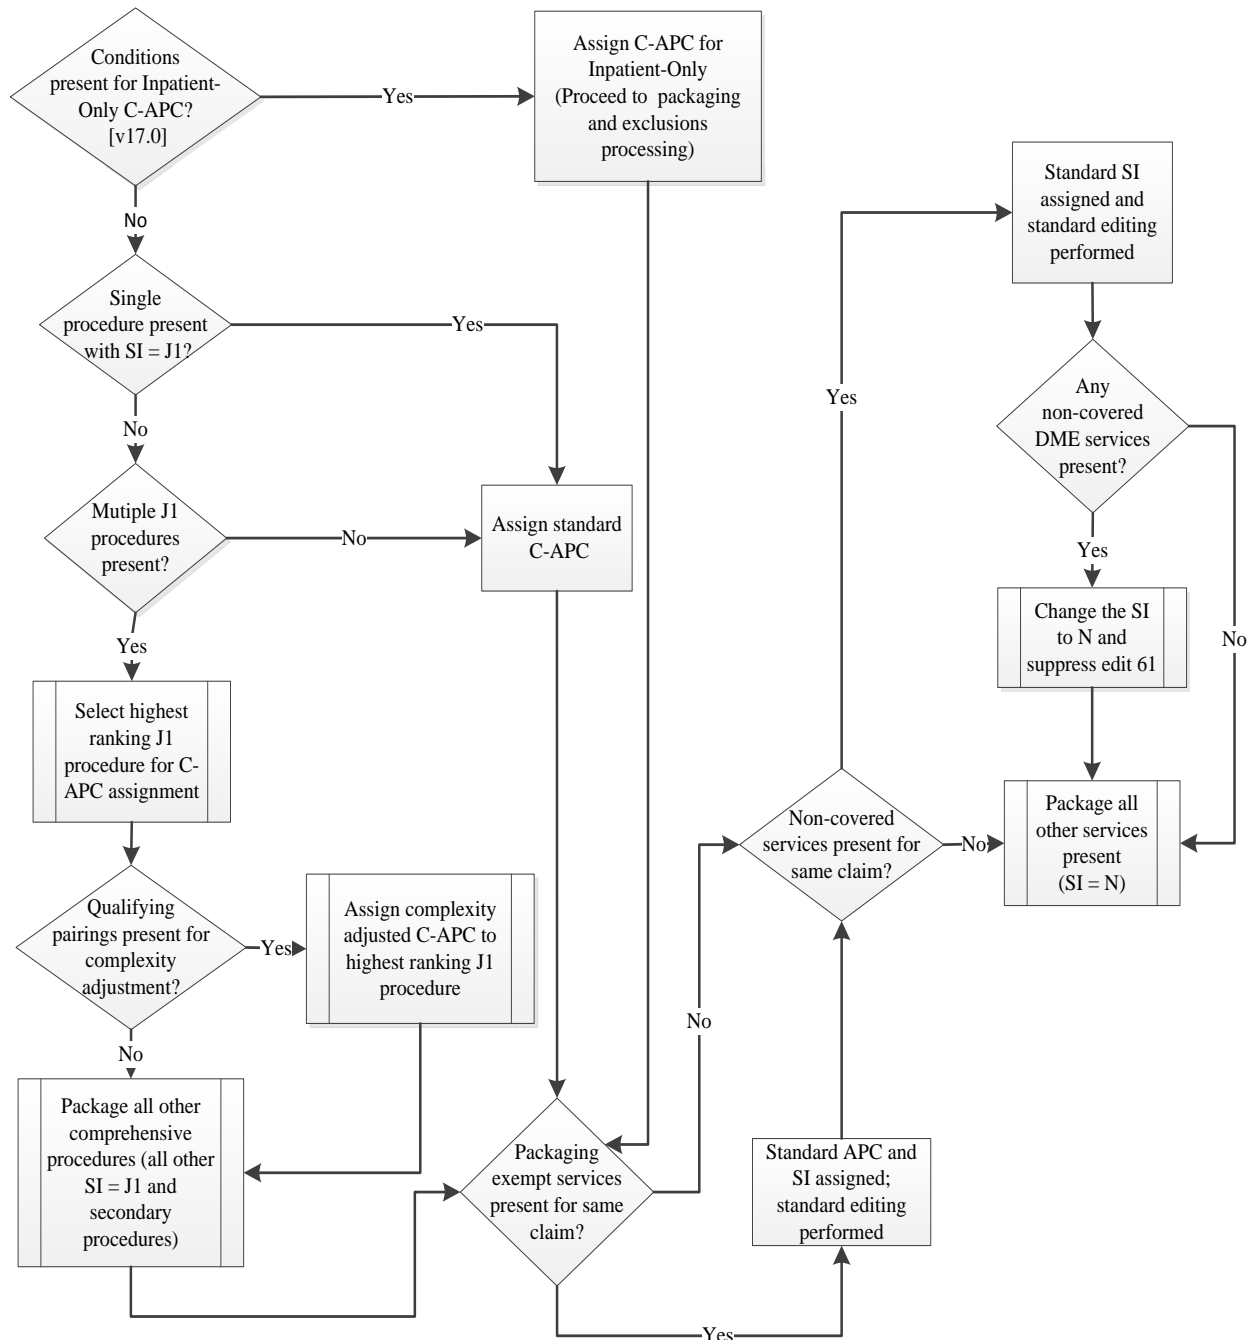 Conditions
present for Inpatient-
Only C-APC?
[v17.0]
Yes
Assign C-APC for
Inpatient-Only
(Proceed to packaging
and exclusions
processing)
No
Single
procedure present
with SI = J1?
Yes
No
Mutiple J1
procedures
present?
No
Assign standard
C-APC
Yes
Select highest
ranking J1
procedure for C-
APC assignment
Qualifying
pairings present for
complexity
adjustment?
Yes
Assign complexity
adjusted C-APC to
highest ranking J1
procedure
No
Package all other
comprehensive
procedures (all other
SI = J1 and
secondary
procedures)
Packaging
exempt services
present for same
claim?
No
Yes
Standard APC and
SI assigned;
standard editing
performed
Non-covered
services present for
same claim?
Yes
No
Standard SI
assigned and
standard editing
performed
Any
non-covered
DME services
present?
Yes
No
Change the SI
to N and
suppress edit 61
Package all
other services
present
(SI = N)